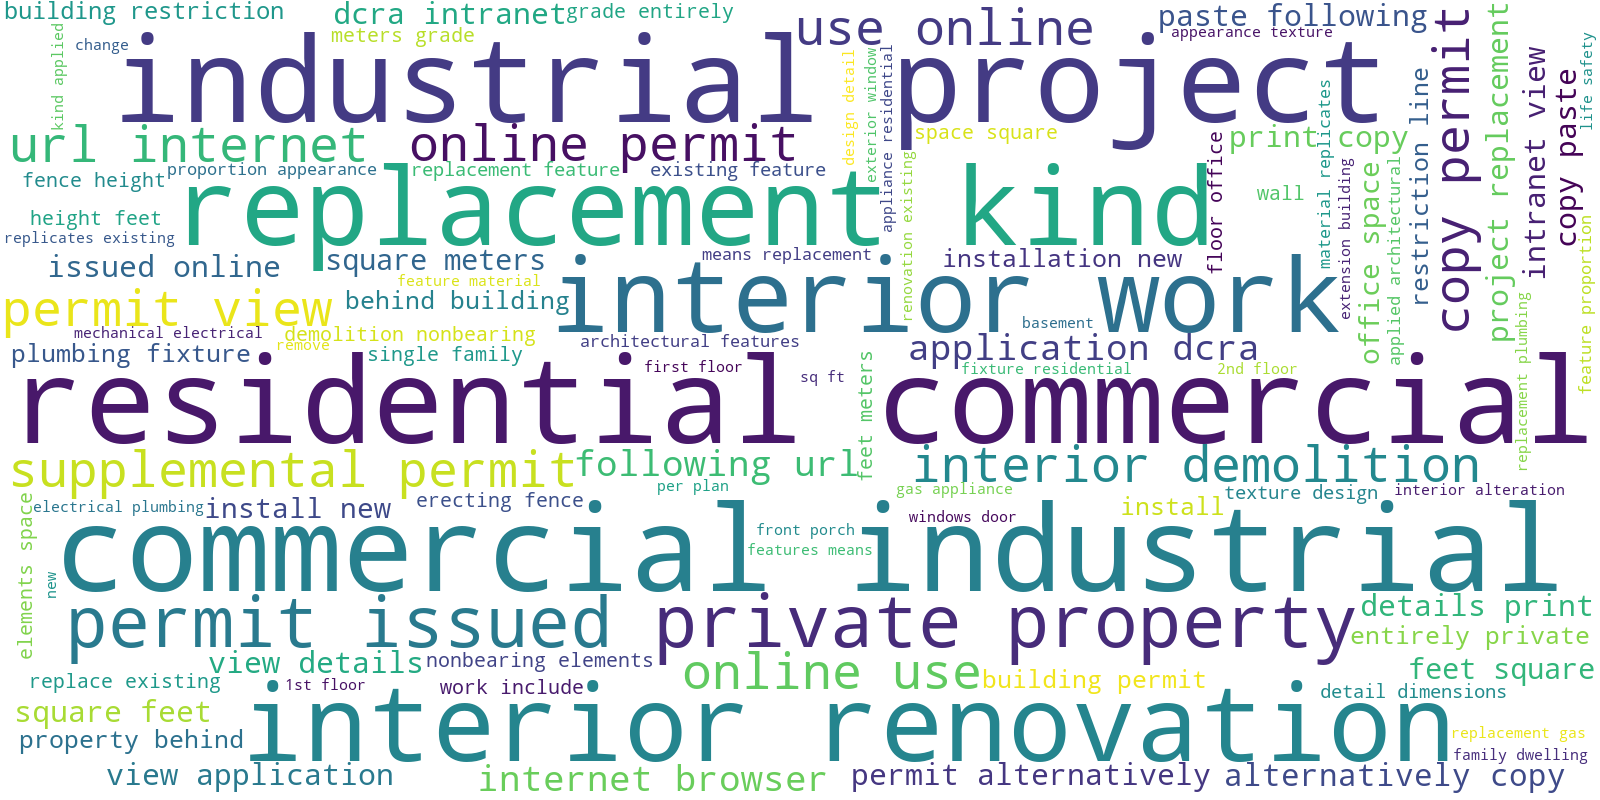 building restriction
dcra intranet
grade entirely
use online
paste following
change
meters grade
appearance texture
kind applied
industrial project
design detail
exterior window
appliance residential
copy permit
project replacement
intranet view
copy paste
life safety
url internet
online permit
space square
print copy
restriction line
material replicates
floor office
fence height
proportion appearance
replacement feature
existing feature
replacement kind
wall
extension building
office space
applied architectural
renovation existing
height feet
replicates existing
issued online
square meters
means replacement
installation new
feature proportion
feature material
permit view
behind building
interior work
basement
replacement plumbing
mechanical electrical
demolition nonbearing
remove
architectural features
plumbing fixture
single family
application dcra
first floor
sq ft
fixture residential
2nd floor
feet meters
residential commercial
supplemental permit
following url
interior demolition
per plan
gas appliance
texture design
interior alteration
electrical plumbing
install new
erecting fence
windows door
install
front porch
features means
elements space
new
commercial industrial
permit issued
private property
details print
entirely private
view details
nonbearing elements
online use
building permit
feet square
replace existing
1st floor
work include
detail dimensions
square feet
interior renovation
property behind
replacement gas
family dwelling
view application
internet browser
permit alternatively
alternatively copy